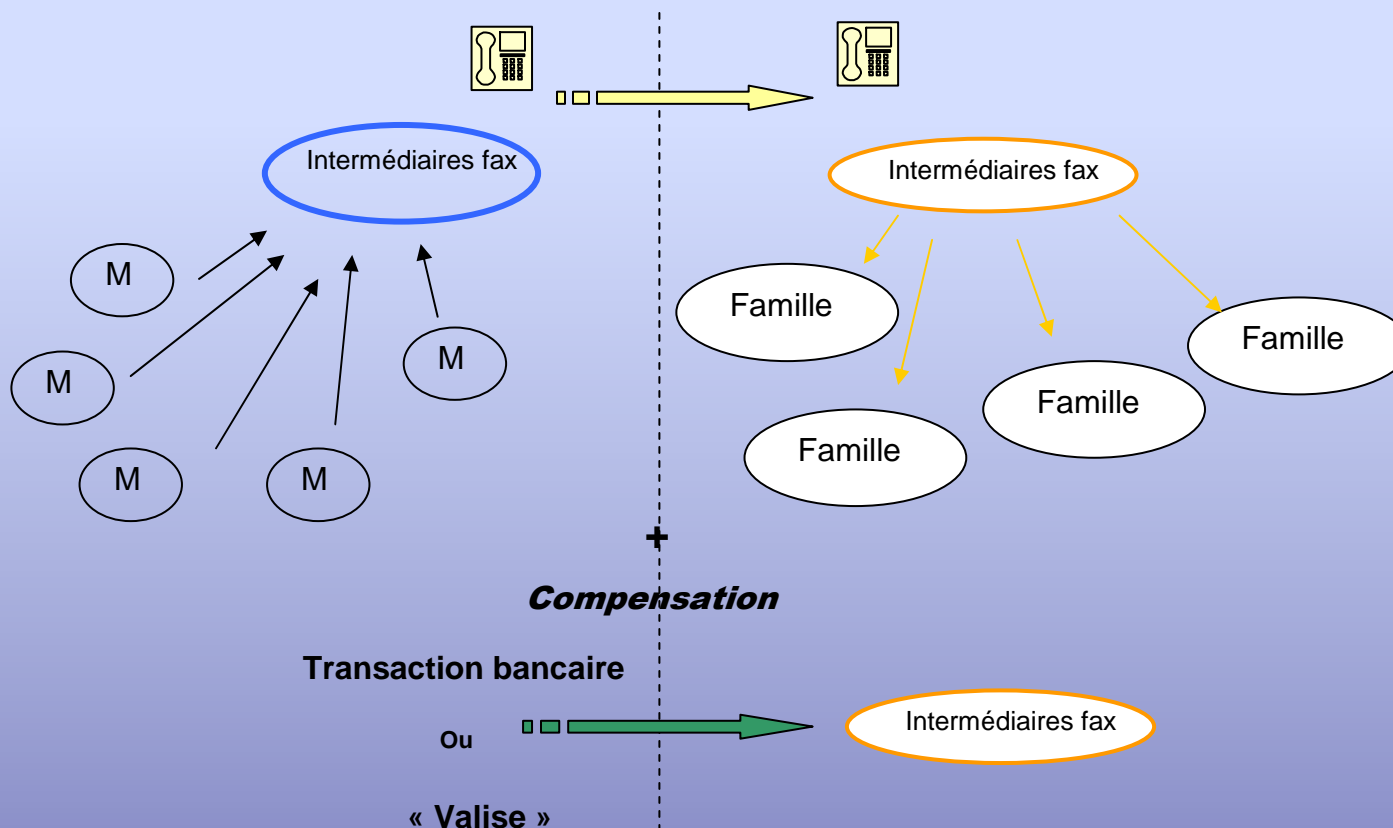 Intermédiaires fax
Intermédiaires fax
M
M
M
M
M
Famille
Famille
Famille
Famille
+
Compensation
Transaction bancaire
Ou
« Valise »
Intermédiaires fax